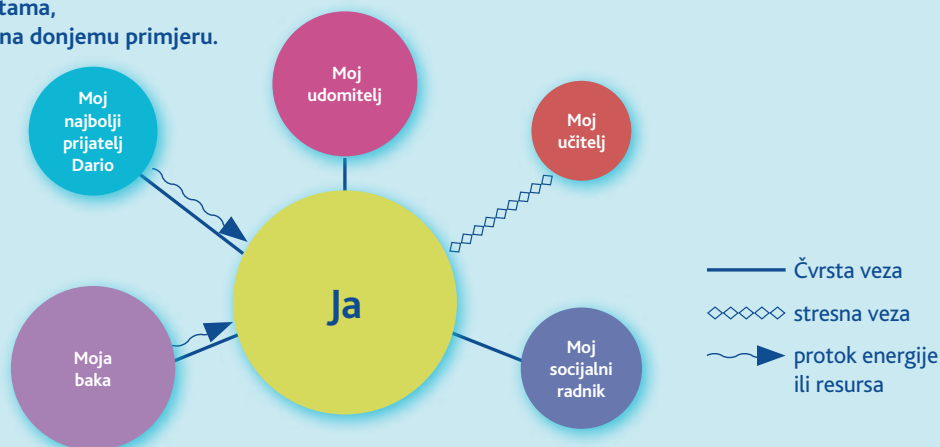 na donjemu primjeru.
Moj
najbolji
prijatelj
Dario
Moj
udomitelj
Moj
učitelj
Ja
Moja
baka
Moj
socijalni
radnik
Čvrsta veza
stresna veza
protok energije
ili resursa